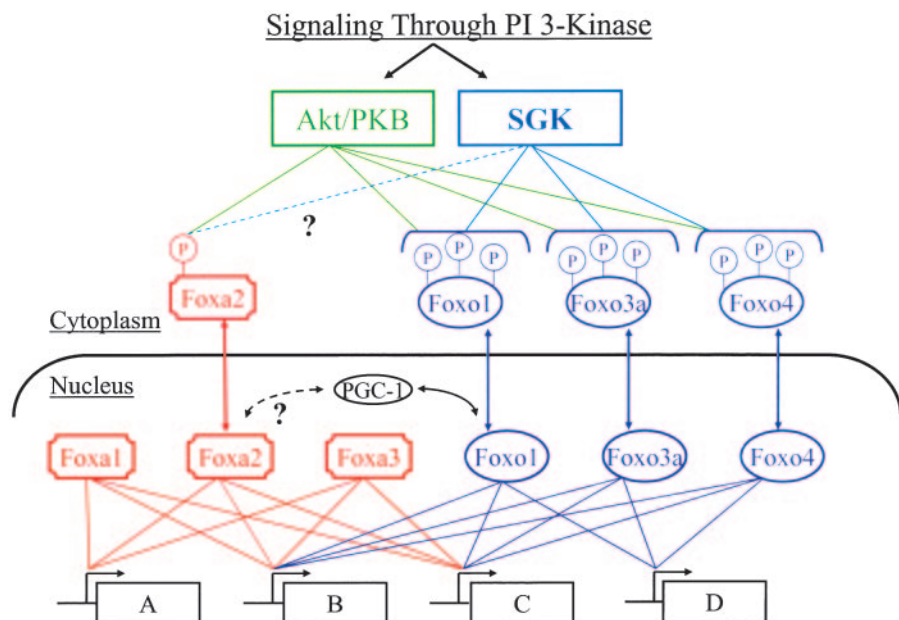 Signaling Through PI 3-Kinase
Akt/PKB SGK
?
P P P P P P P P P P
Foxa2 Foxo1 Foxo3a Foxo4
Cytoplasm
Nucleus
PGC-1
?
Foxa1 Foxa2 Foxa3 Foxo1 Foxo3a Foxo4
A B C D